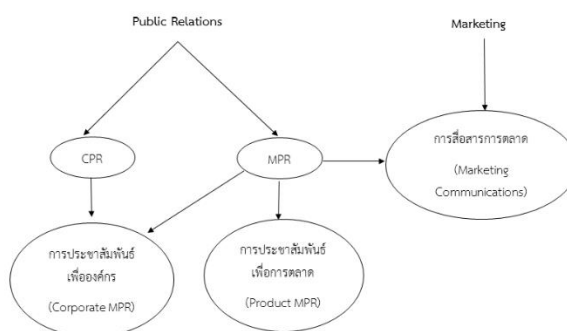 Public Relations
Marketing
CPR
MPR
การสื่อสารการตลาด
(Marketing
Communications)
การประชาสัมพันธ์
เพื่อองค์กร
(Corporate MPR)
การประชาสัมพันธ์
เพื่อการตลาด
(Product MPR)